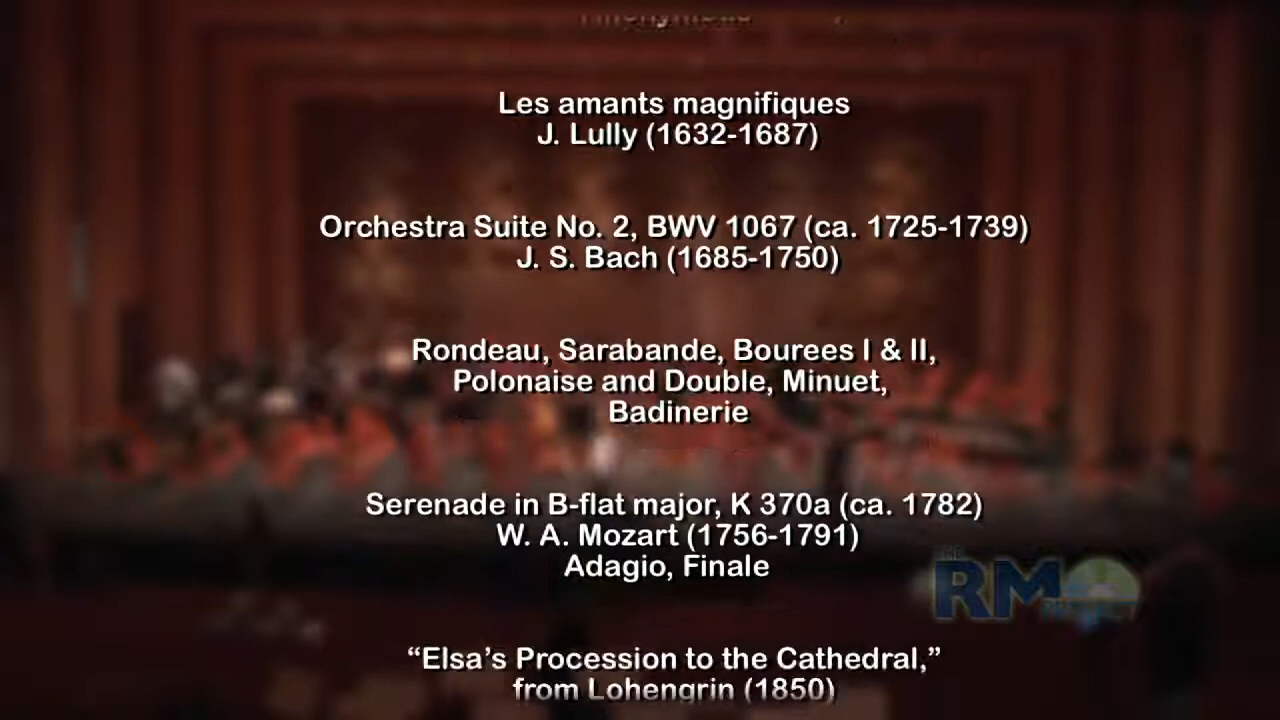 Les amants magnifiques
J. Lully (1632-1687)
Orchestra Suite No. 2, BWV 1067 (ca. 1725-1739)
J. S. Bach (1685-1750)
Rondeau, Sarabande, Bourees I & II,
Polonaise and Double, Minuet,
Badinerie
Serenade in B-flat major, K 370a (ca. 1782)
W. A. Mozart (1756-1791)
Adagio, Finale
THE
RM
“Elsa’s Procession to the Cathedral,”
from Lohengrin (1850)